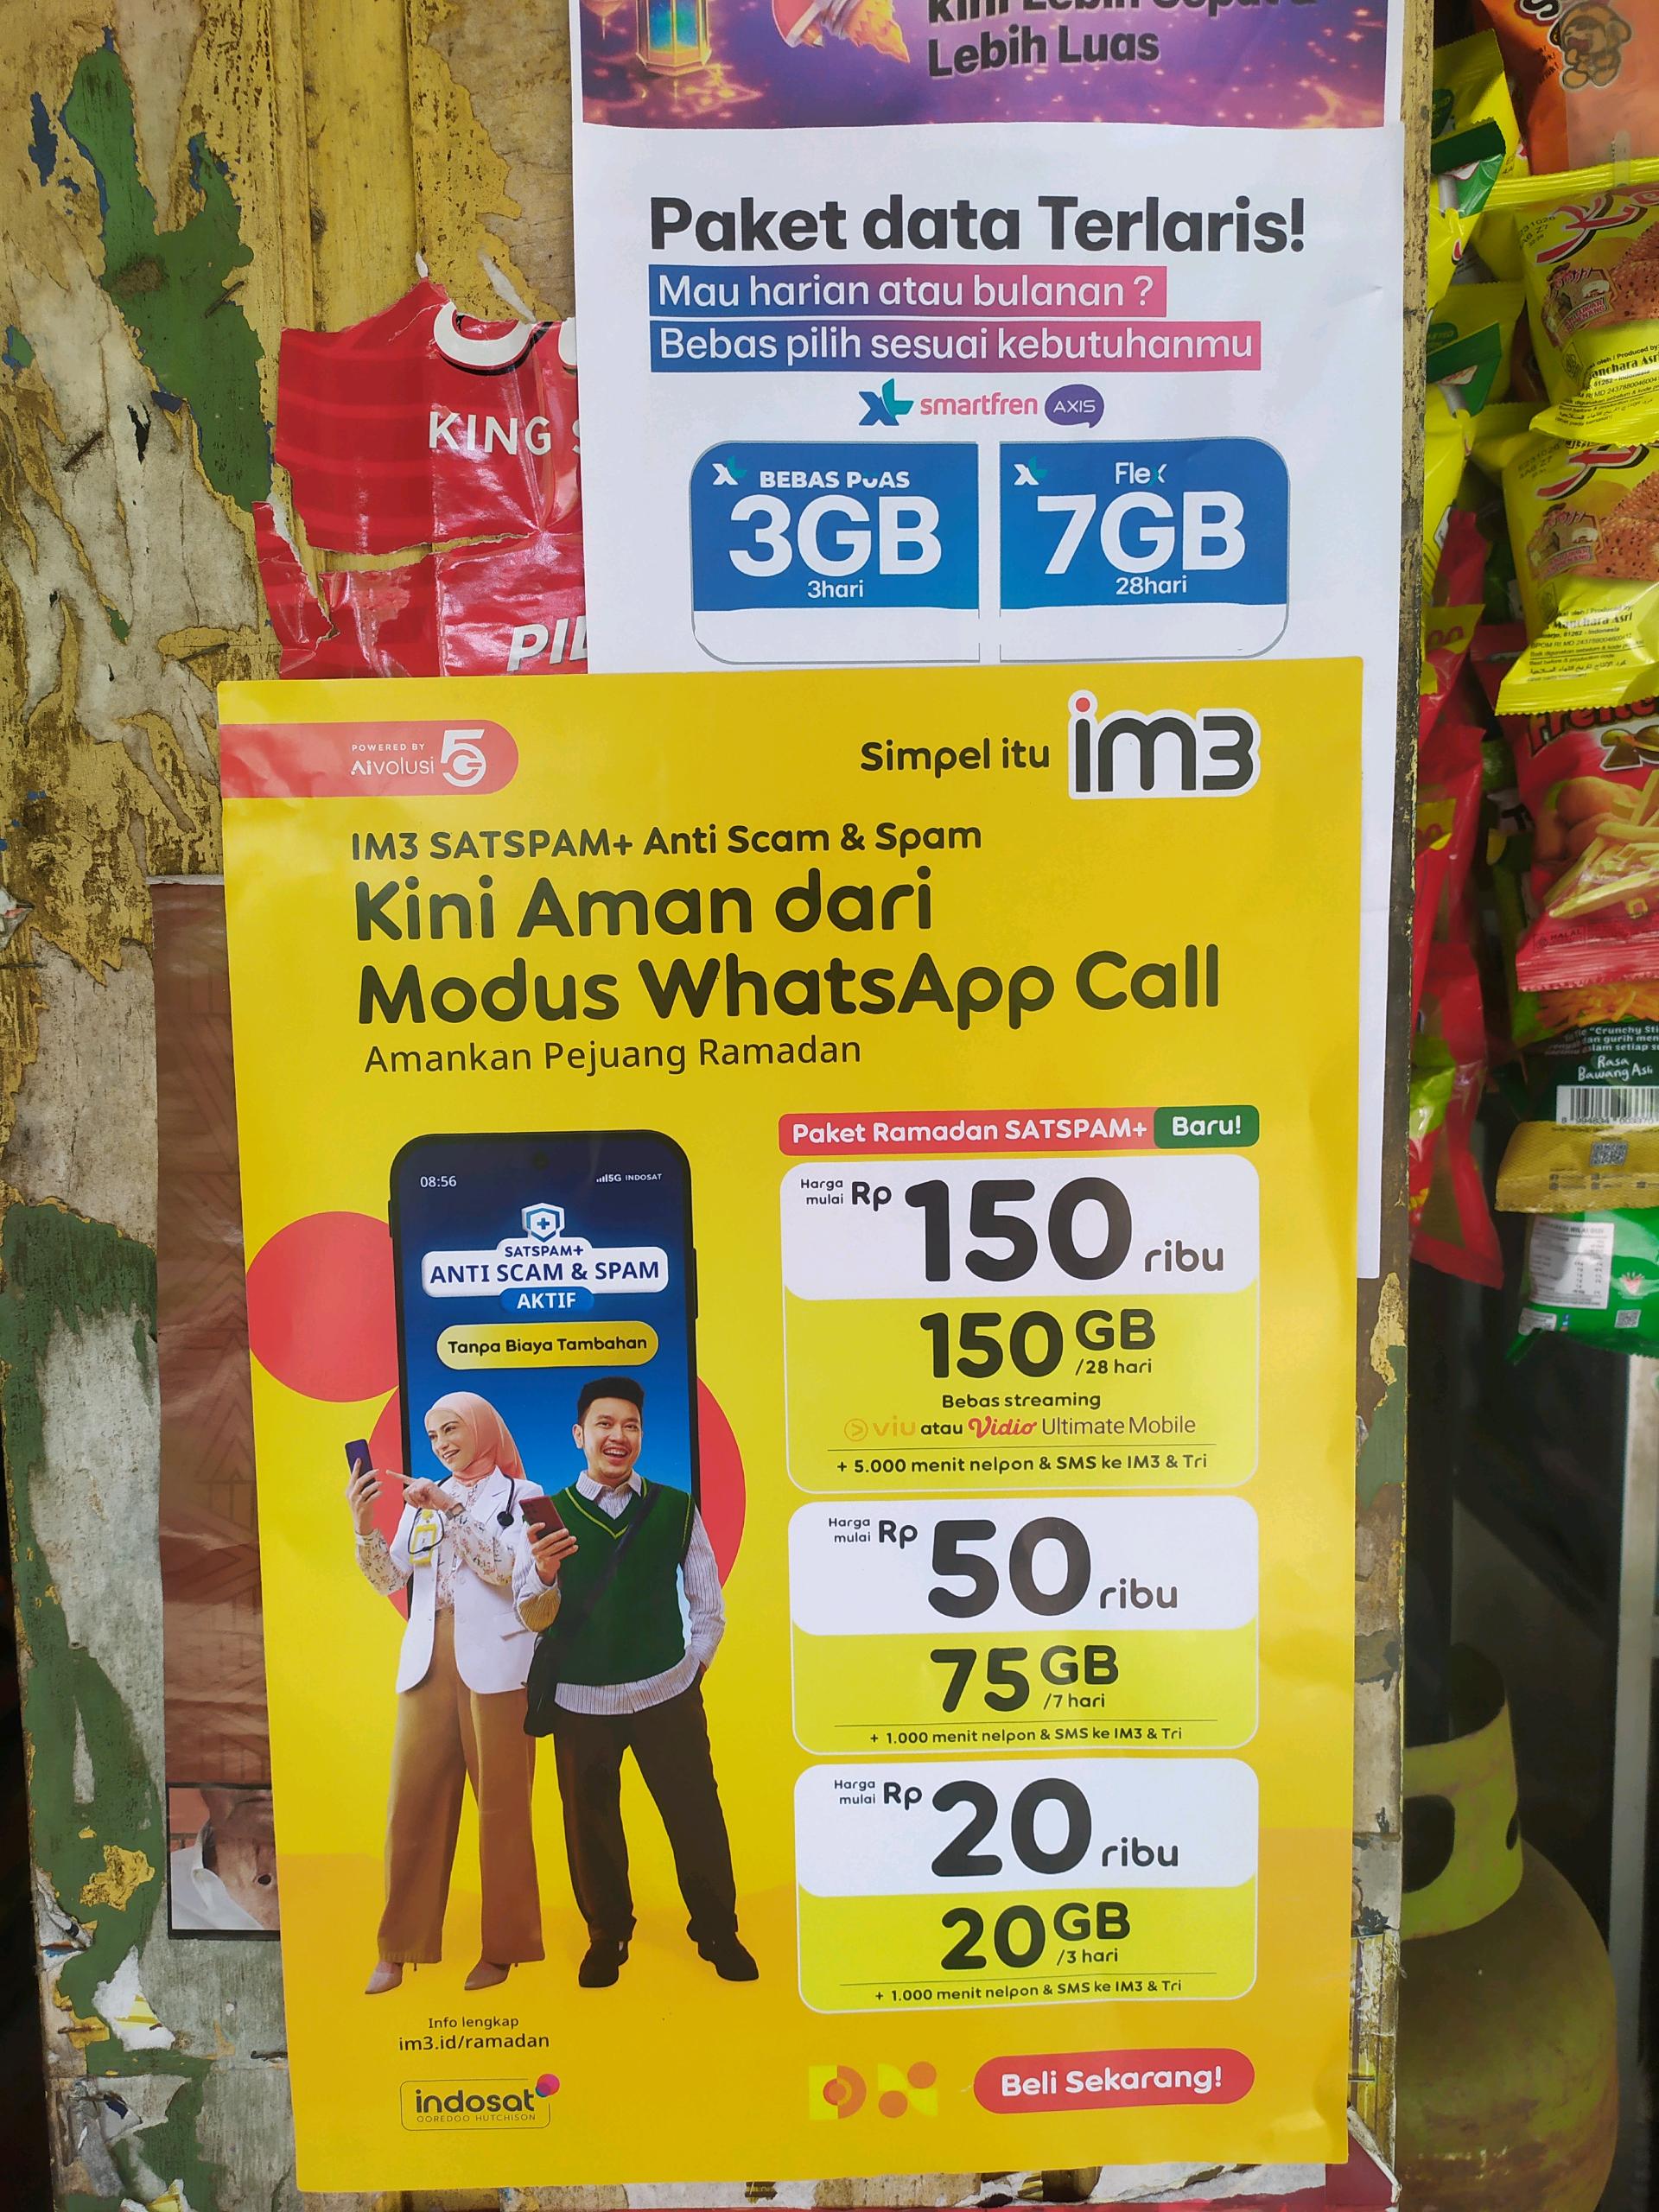 Lebih Luas
Paket data Terlaris!
Mau harian atau bulanan ?
Bebas pilih sesuai kebutuhanmu
XL smartfren AXIS
XL BEBAS PUAS
3GB
3hari
XL Flex
7GB
28hari
KING
POWERED BY
AIvolusi 5G
Simpel itu im3
IM3 SATSPAM+ Anti Scam & Spam
Kini Aman dari
Modus WhatsApp Call
Amankan Pejuang Ramadan
08:56
5G INDOSAT
SATSPAM+
ANTI SCAM & SPAM
AKTIF
Tanpa Biaya Tambahan
Paket Ramadan SATSPAM+ Baru!
Harga mulai Rp 150 ribu
150 GB
/28 hari
Bebas streaming
viu atau Vidio Ultimate Mobile
+ 5.000 menit nelpon & SMS ke IM3 & Tri
Harga mulai Rp 50 ribu
75 GB
/7 hari
+ 1.000 menit nelpon & SMS ke IM3 & Tri
Harga mulai Rp 20 ribu
20 GB
/3 hari
+ 1.000 menit nelpon & SMS ke IM3 & Tri
Info lengkap
im3.id/ramadan
indosat
OOREDOO HUTCHISON
Beli Sekarang!
Rasa
Bawang Asli